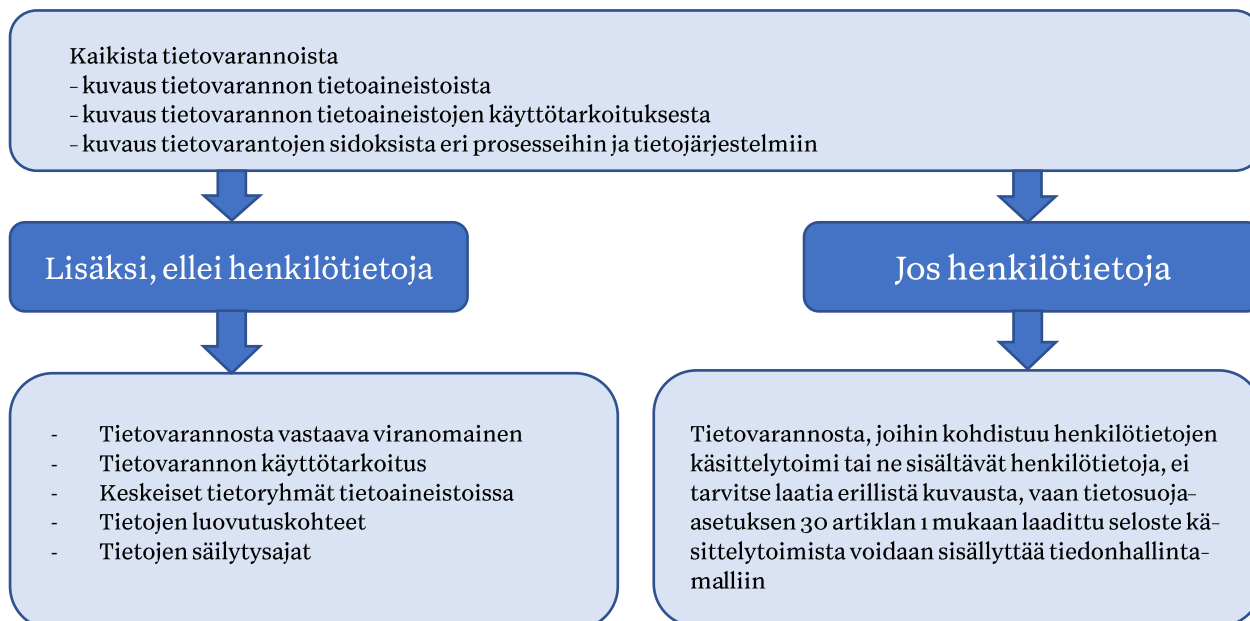 Kaikista tietovarannoista
- kuvaus tietovarannon tietoaineistoista
- kuvaus tietovarannon tietoaineistojen käyttötarkoituksesta
- kuvaus tietovarantojen sidoksista eri prosesseihin ja tietojärjestelmiin
Lisäksi, ellei henkilötietoja
Jos henkilötietoja
- Tietovarannosta vastaava viranomainen
- Tietovarannon käyttötarkoitus
- Keskeiset tietoryhmät tietoaineistoissa
- Tietojen luovutuskohteet
- Tietojen säilytysajat
Tietovarannosta, joihin kohdistuu henkilötietojen
käsittelytoimi tai ne sisältävät henkilötietoja, ei
tarvitse laatia erillistä kuvausta, vaan tietosuoja-
asetuksen 30 artiklan 1 mukaan laadittu seloste kä-
sittelytoimista voidaan sisällyttää tiedonhallinta-
malliin